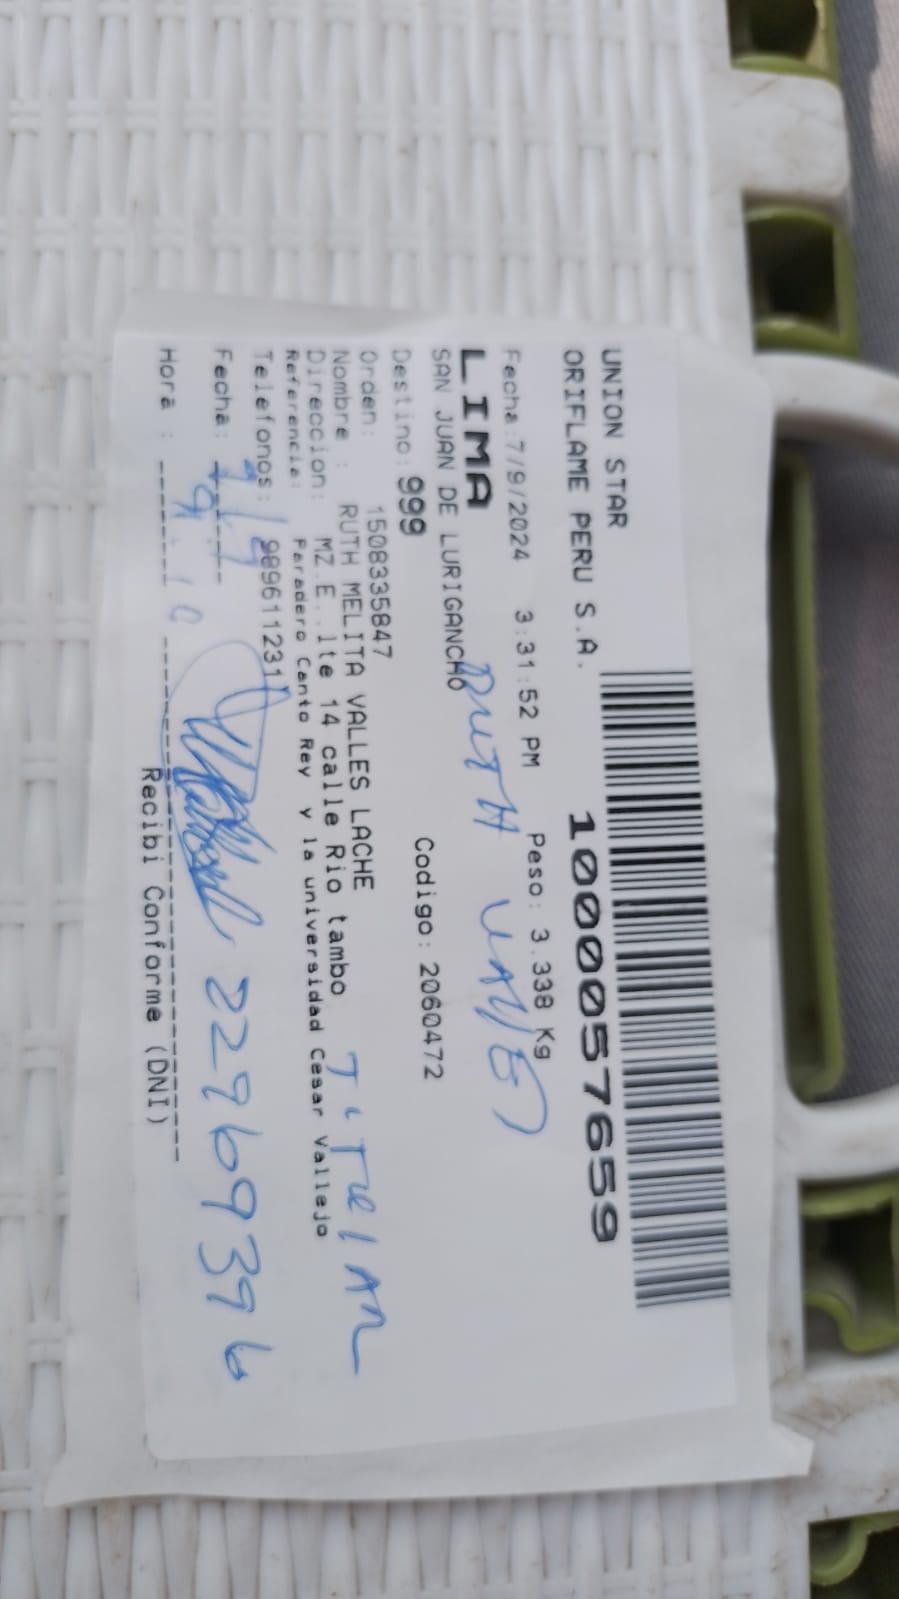 UNION STAR
ORIFLAME PERU S.A.
1000057659
Fecha:7/9/2024 3:31:52 PM Peso: 3.338 Kg
LIMA
SAN JUAN DE LURIGANCHO
RUTH
Destino: 999 Codigo: 2060472
Orden: 1508335847
Nombre : RUTH MELITA VALLES LACHE
Direccion: MZ.E..lte 14 calle Rio tambo
Referencia: Paradero Canto Rey y la universidad Cesar Vallejo
Telefonos: 989611231
Fecha:
Hora :
Recibi Conforme (DNI)